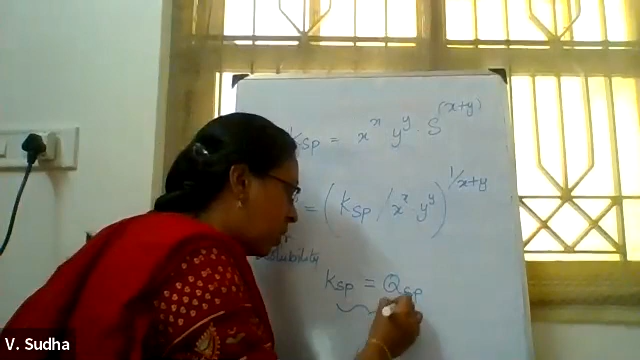 Ksp = x^x y^y . S^(x+y)
= (Ksp / x^x . y^y)^1/x+y
solubility
Ksp = Qsp
V. Sudha